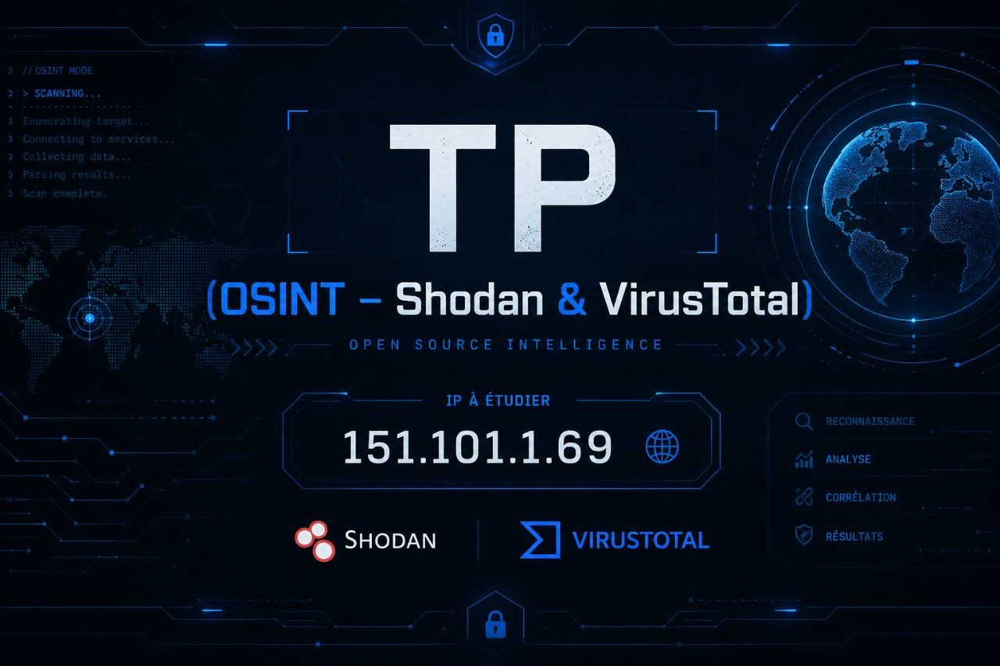 // OSINT MODE
> SCANNING...
Enumerating target...
Connecting to services...
Collecting data...
Parsing results...
Scan complete.
TP
(OSINT – Shodan & VirusTotal)
OPEN SOURCE INTELLIGENCE
IP À ÉTUDIER
151.101.1.69
SHODAN
VIRUSTOTAL
RECONNAISSANCE
ANALYSE
CORRÉLATION
RÉSULTATS